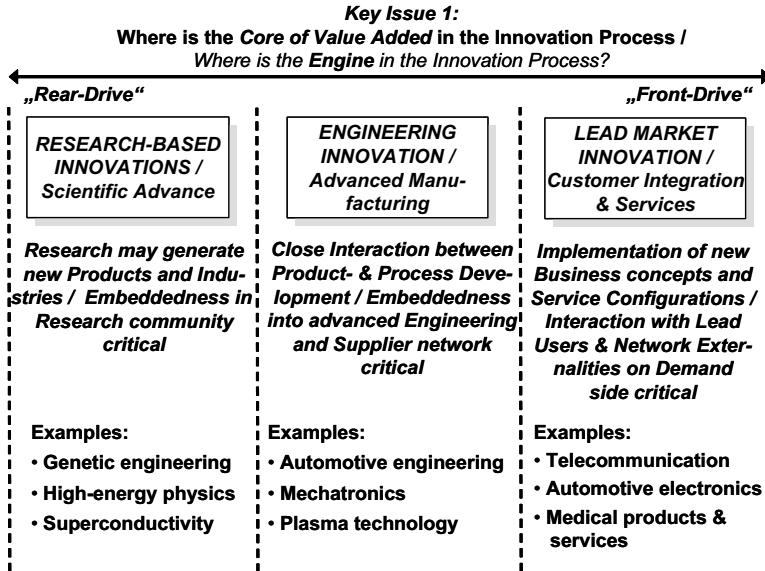 Key Issue 1:
Where is the Core of Value Added in the Innovation Process /
Where is the Engine in the Innovation Process?
„Rear-Drive“
„Front-Drive“
RESEARCH-BASED
INNOVATIONS /
Scientific Advance
Research may generate
new Products and Indu-
stries / Embeddedness in
Research community
critical
Examples:
• Genetic engineering
• High-energy physics
• Superconductivity
ENGINEERING
INNOVATION /
Advanced Manu-
facturing
Close Interaction between
Product- & Process Deve-
lopment / Embeddedness
into advanced Engineering
and Supplier network
critical
Examples:
• Automotive engineering
• Mechatronics
• Plasma technology
LEAD MARKET
INNOVATION /
Customer Integration
& Services
Implementation of new
Business concepts and
Service Configurations /
Interaction with Lead
Users & Network Exter-
nalities on Demand
side critical
Examples:
• Telecommunication
• Automotive electronics
• Medical products &
services